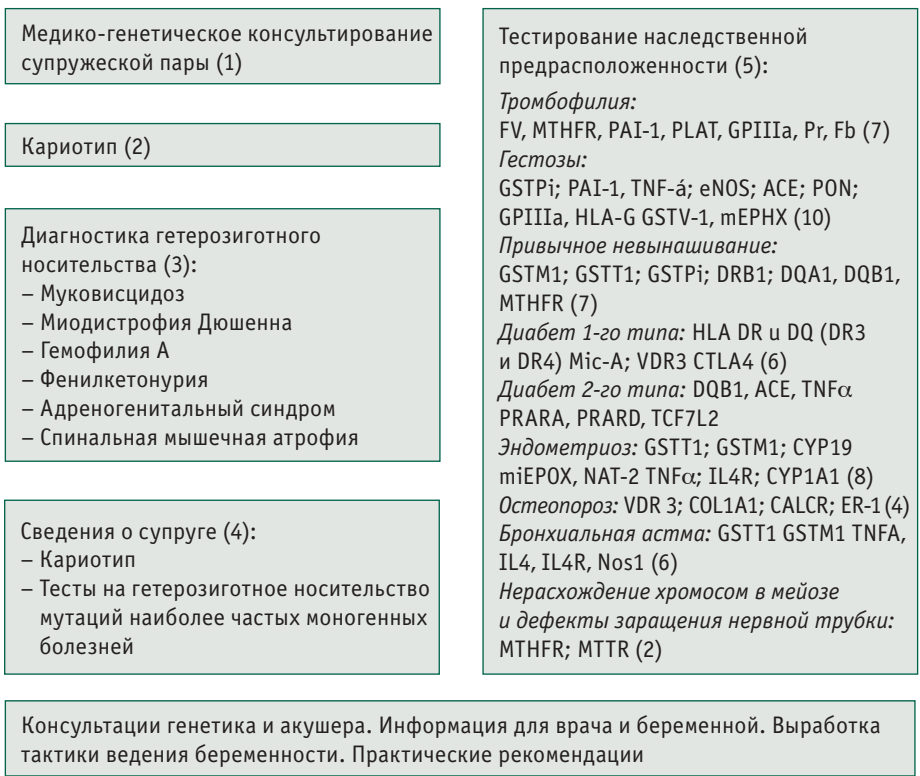 Медико-генетическое консультирование
супружеской пары (1)
Кариотип (2)
Диагностика гетерозиготного
носительства (3):
– Муковисцидоз
– Миодистрофия Дюшенна
– Гемофилия А
– Фенилкетонурия
– Адреногенитальный синдром
– Спинальная мышечная атрофия
Сведения о супруге (4):
– Кариотип
– Тесты на гетерозиготное носительство
мутаций наиболее частых моногенных
болезней
Тестирование наследственной
предрасположенности (5):
Тромбофилия:
FV, MTHFR, PAI-1, PLAT, GPIIIa, Pr, Fb (7)
Гестозы:
GSTPi; PAI-1, TNF-á; eNOS; ACE; PON;
GPIIIa, HLA-G GSTV-1, mEPHX (10)
Привычное невынашивание:
GSTM1; GSTT1; GSTPi; DRB1; DQA1, DQB1,
MTHFR (7)
Диабет 1-го типа: HLA DR и DQ (DR3
и DR4) Mic-A; VDR3 CTLA4 (6)
Диабет 2-го типа: DQB1, ACE, TNFα
PRARA, PRARD, TCF7L2
Эндометриоз: GSTT1; GSTM1; CYP19
miEPOX, NAT-2 TNFα; IL4R; CYP1A1 (8)
Остеопороз: VDR 3; COL1A1; CALCR; ER-1 (4)
Бронхиальная астма: GSTT1 GSTM1 TNFA,
IL4, IL4R, Nos1 (6)
Нерасхождение хромосом в мейозе
и дефекты заращения нервной трубки:
MTHFR; MTTR (2)
Консультации генетика и акушера. Информация для врача и беременной. Выработка
тактики ведения беременности. Практические рекомендации